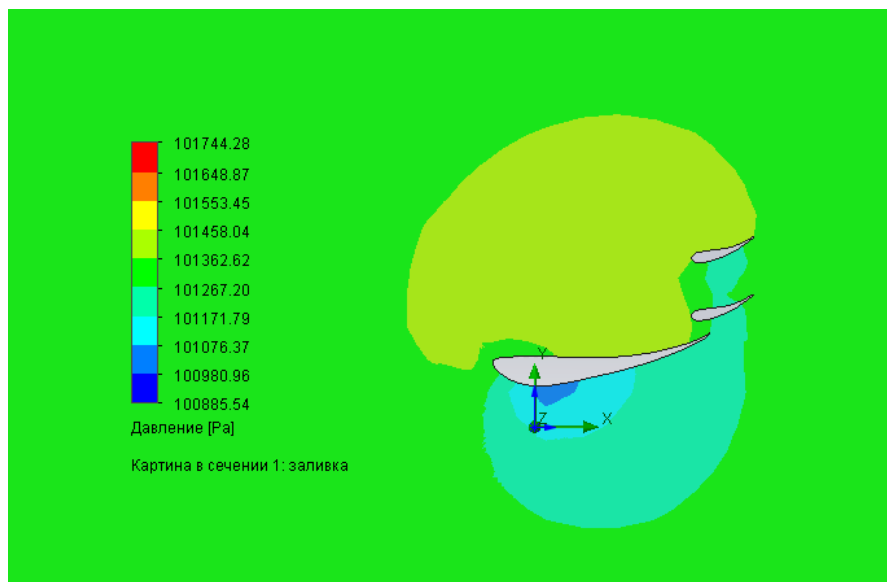 101744.28
101648.87
101553.45
101458.04
101362.62
101267.20
101171.79
101076.37
100980.96
100885.54
Давление [Pa]
Картина в сечении 1: заливка
Y
Z
X